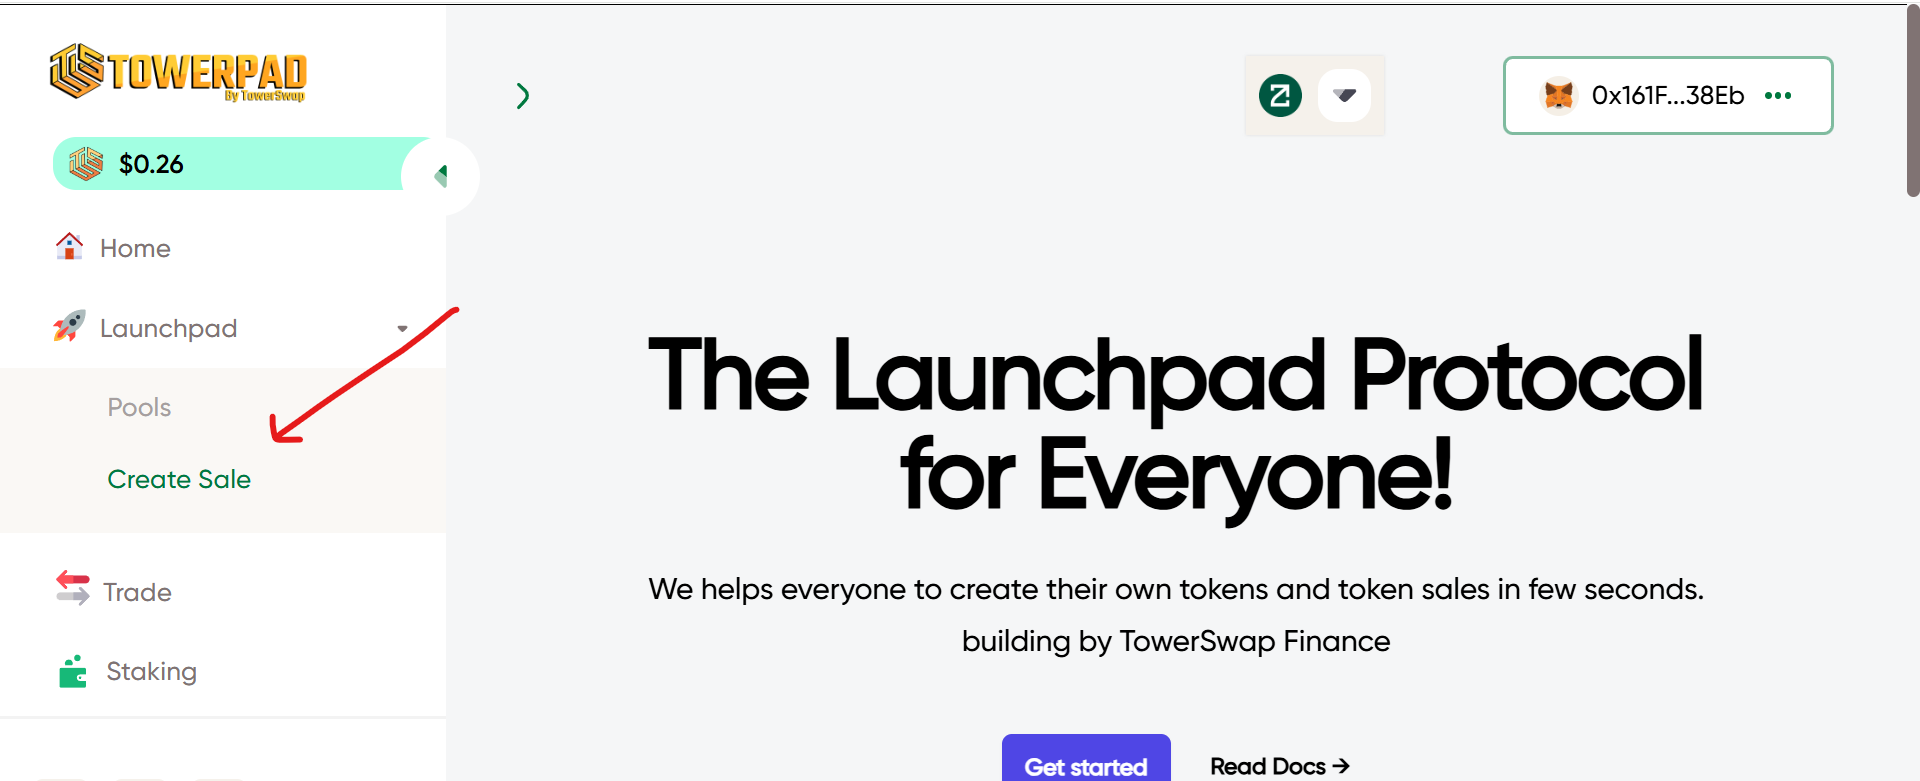 TOWERPAD
By TowerSwap
$0.26
Home
Launchpad
Pools
Create Sale
Trade
Staking
0x161F...38Eb
The Launchpad Protocol
for Everyone!
We helps everyone to create their own tokens and token sales in few seconds.
building by TowerSwap Finance
Get started
Read Docs →